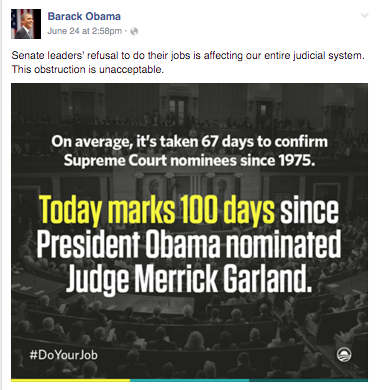 Barack Obama
June 24 at 2:58pm ·
Senate leaders' refusal to do their jobs is affecting our entire judicial system.
This obstruction is unacceptable.
On average, it's taken 67 days to confirm
Supreme Court nominees since 1975.
Today marks 100 days since
President Obama nominated
Judge Merrick Garland.
#DoYourJob